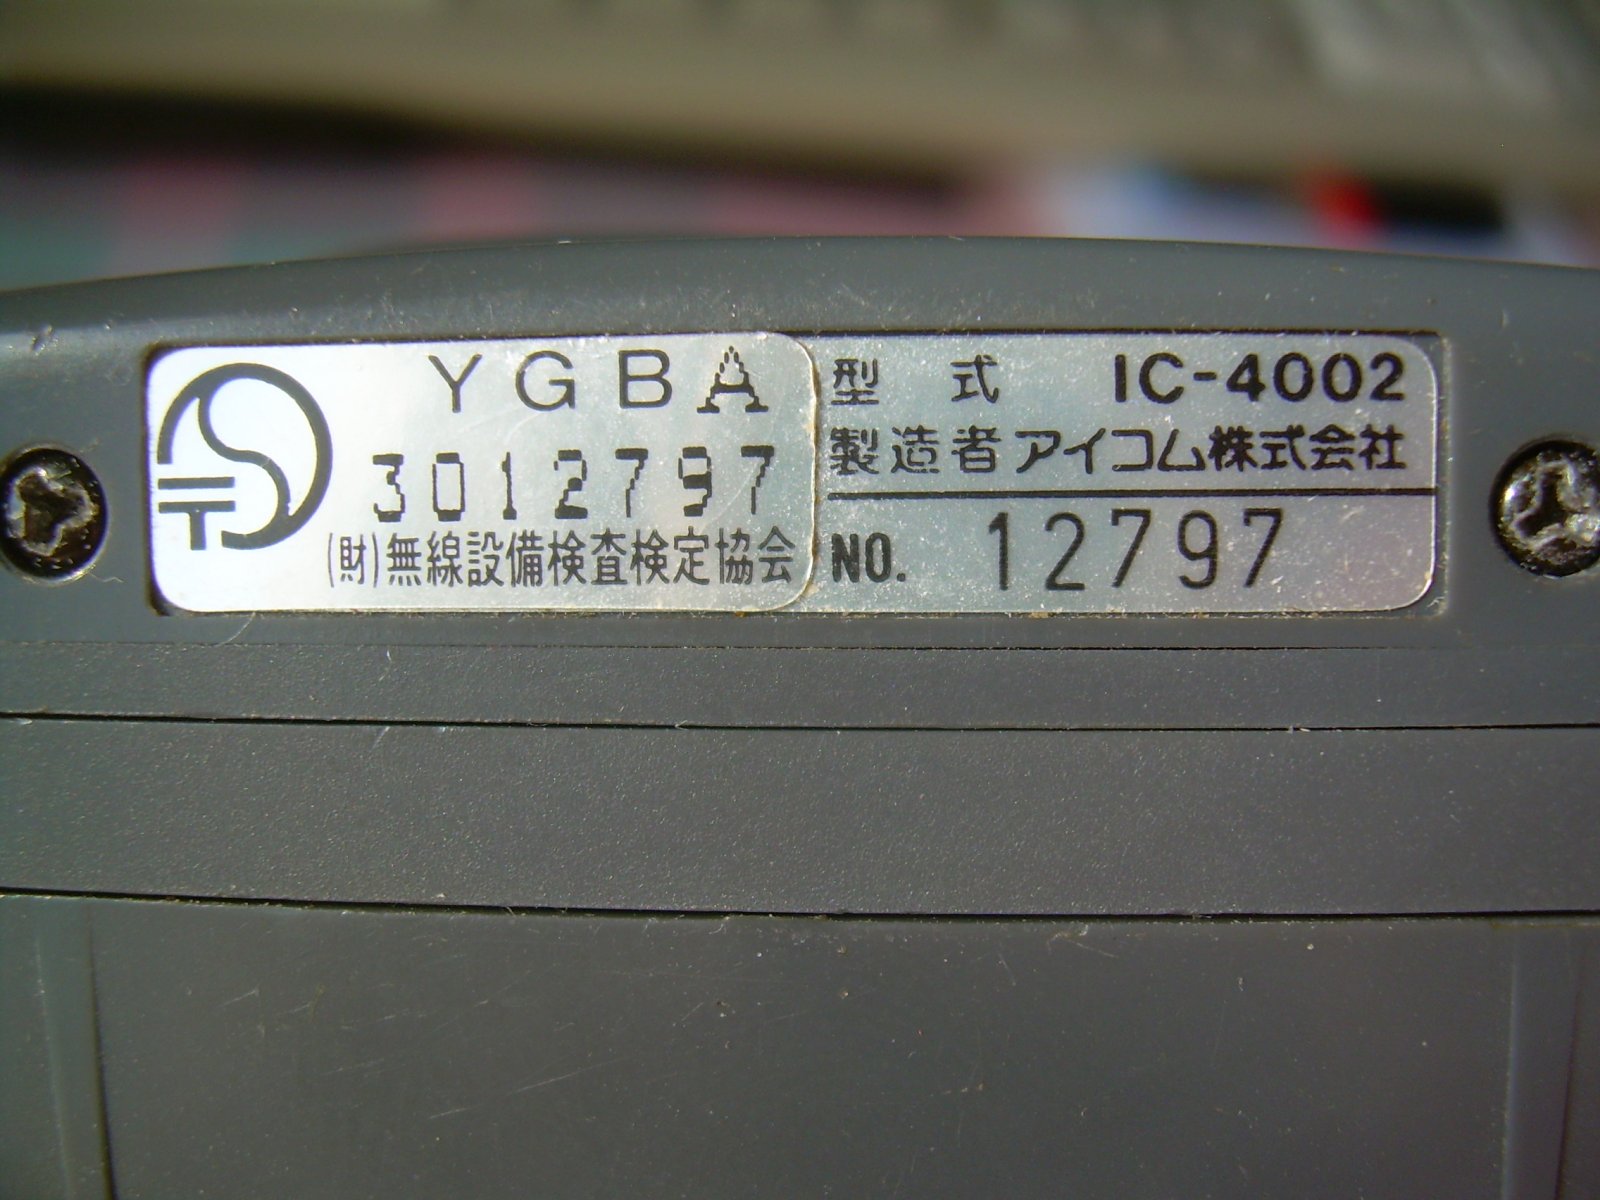 YGBA
3012797
(財)無線設備検査検定協会
型 式 IC-4002
製造者 アイコム株式会社
NO. 12797